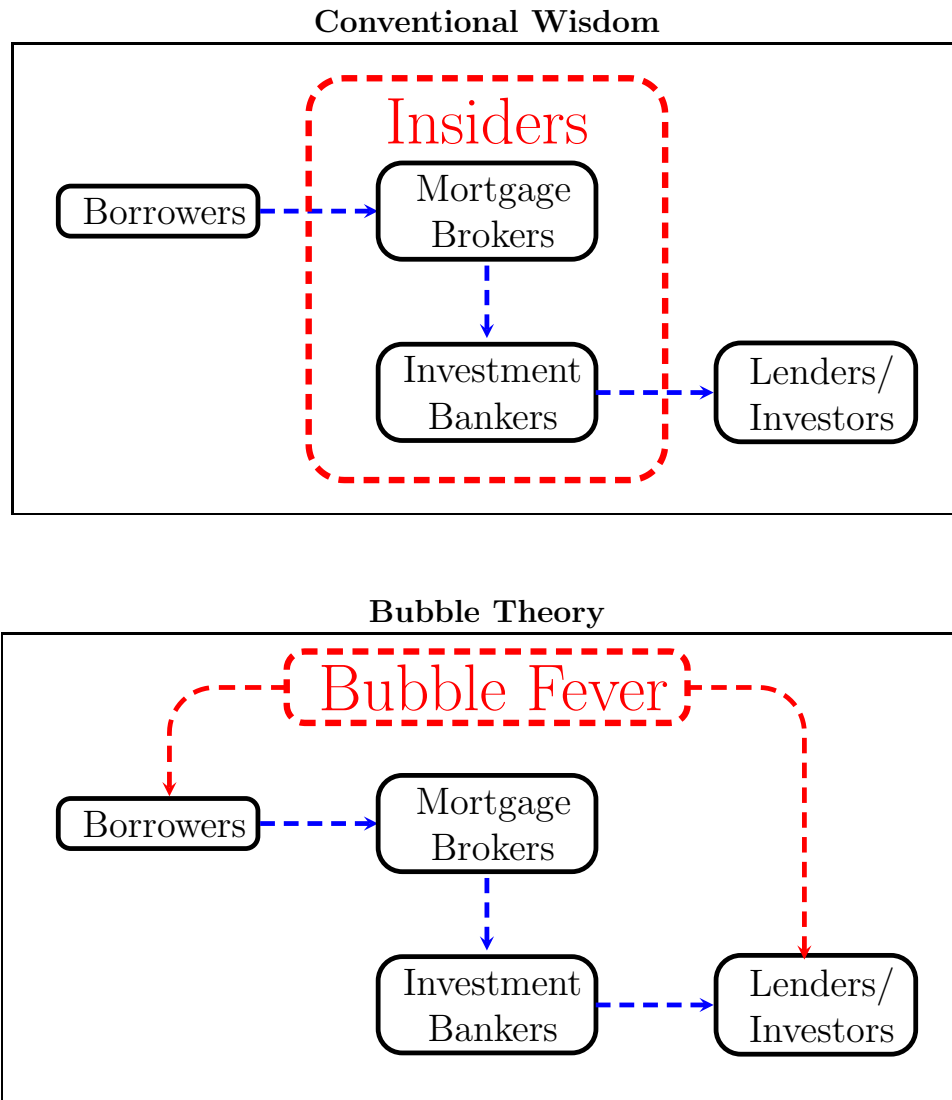 Conventional Wisdom
Insiders
Borrowers
Mortgage
Brokers
Investment
Bankers
Lenders/
Investors
Bubble Theory
Bubble Fever
Borrowers
Mortgage
Brokers
Investment
Bankers
Lenders/
Investors